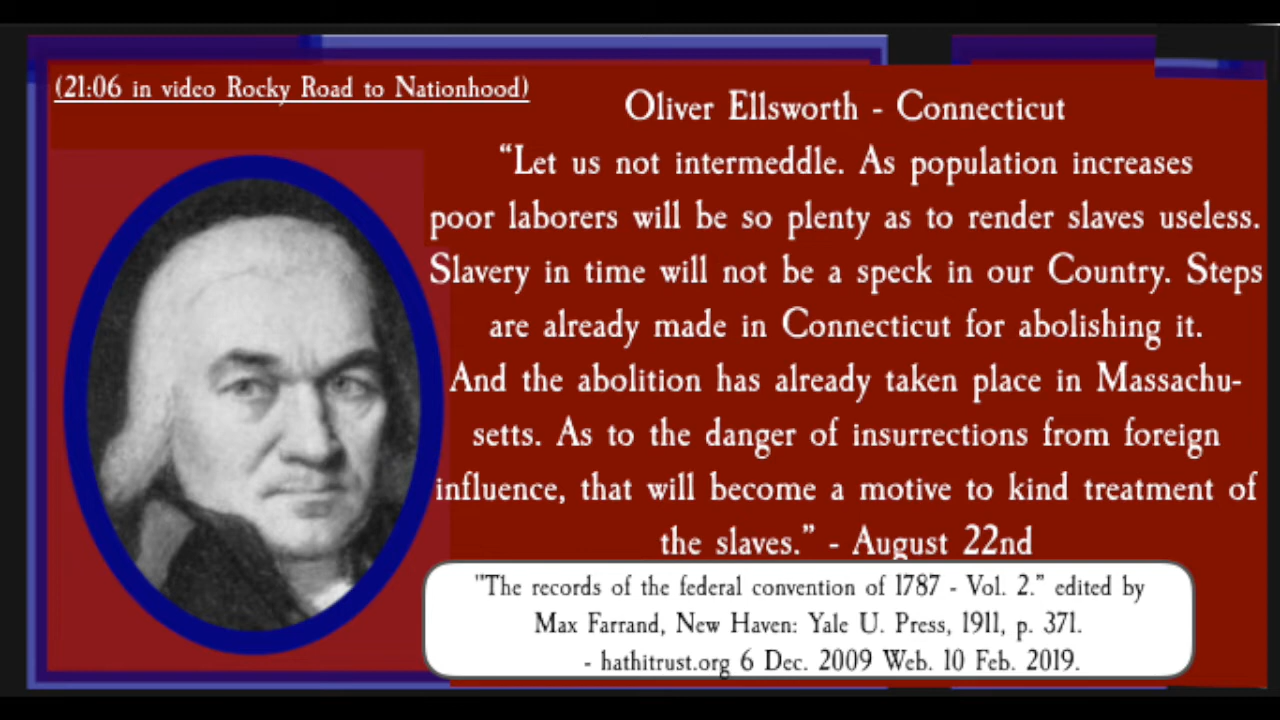 (21:06 in video Rocky Road to Nationhood)
Oliver Ellsworth - Connecticut
“Let us not intermeddle. As population increases
poor laborers will be so plenty as to render slaves useless.
Slavery in time will not be a speck in our Country. Steps
are already made in Connecticut for abolishing it.
And the abolition has already taken place in Massachu-
setts. As to the danger of insurrections from foreign
influence, that will become a motive to kind treatment of
the slaves.” - August 22nd
"The records of the federal convention of 1787 - Vol. 2.” edited by
Max Farrand, New Haven: Yale U. Press, 1911, p. 371.
- hathitrust.org 6 Dec. 2009 Web. 10 Feb. 2019.